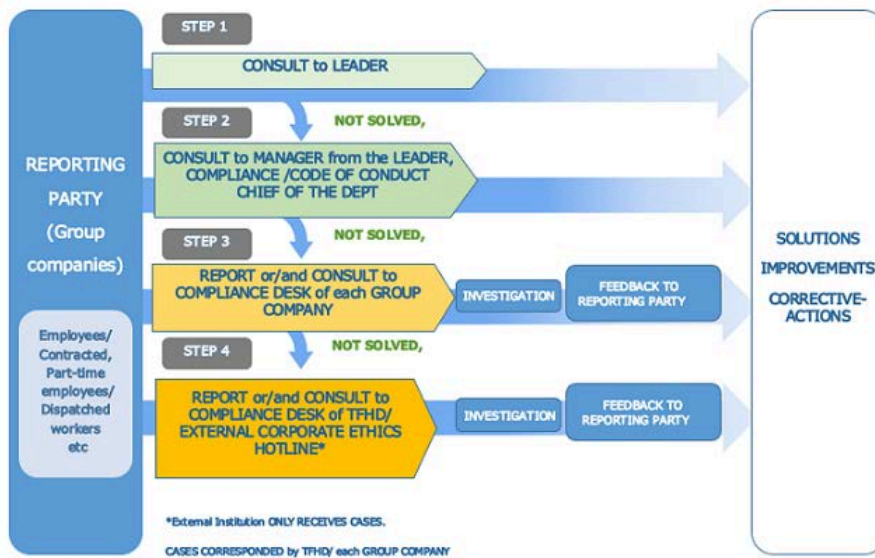 STEP 1
CONSULT to LEADER
STEP 2
NOT SOLVED,
CONSULT to MANAGER from the LEADER,
COMPLIANCE /CODE OF CONDUCT
CHIEF OF THE DEPT
STEP 3
NOT SOLVED,
REPORT or/and CONSULT to
COMPLIANCE DESK of each GROUP
COMPANY
INVESTIGATION
FEEDBACK TO
REPORTING PARTY
STEP 4
NOT SOLVED,
REPORT or/and CONSULT to
COMPLIANCE DESK of TFHD/
EXTERNAL CORPORATE ETHICS
HOTLINE*
INVESTIGATION
FEEDBACK TO
REPORTING PARTY
REPORTING
PARTY
(Group
companies)
Employees/
Contracted,
Part-time
employees/
Dispatched
workers
etc
SOLUTIONS
IMPROVEMENTS
CORRECTIVE-
ACTIONS
*External Institution ONLY RECEIVES CASES.
CASES CORRESPONDED by TFHD/ each GROUP COMPANY